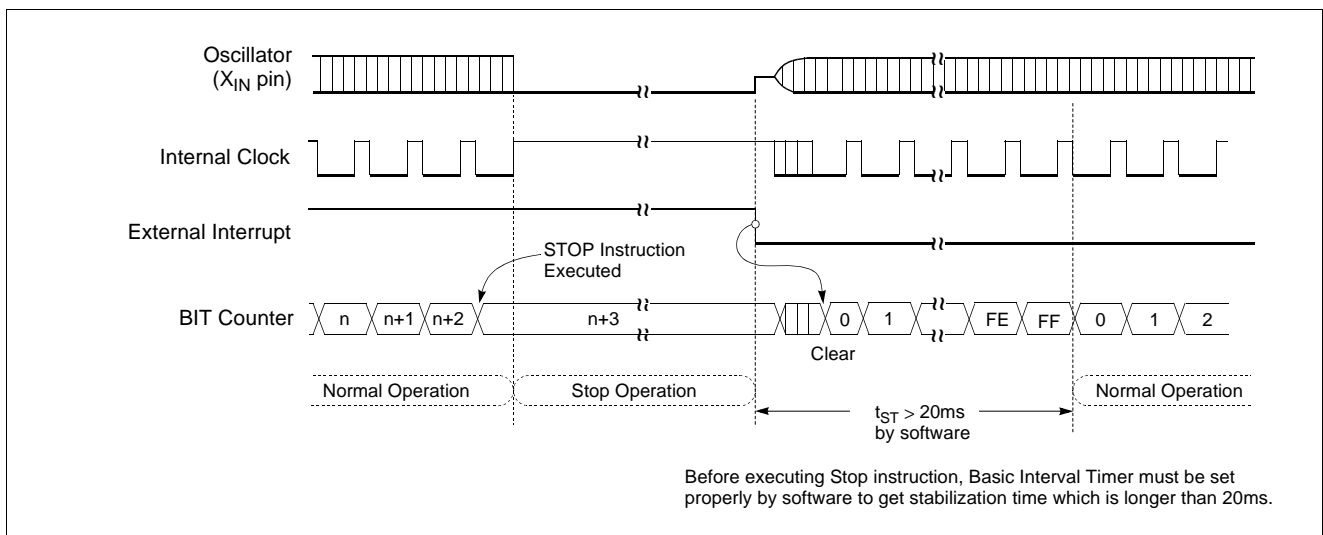 Oscillator
(XIN pin)
Internal Clock
External Interrupt
STOP Instruction
Executed
BIT Counter
n n+1 n+2 n+3 0 1 FE FF 0 1 2
Clear
Normal Operation Stop Operation Normal Operation
tST > 20ms
by software
Before executing Stop instruction, Basic Interval Timer must be set
properly by software to get stabilization time which is longer than 20ms.